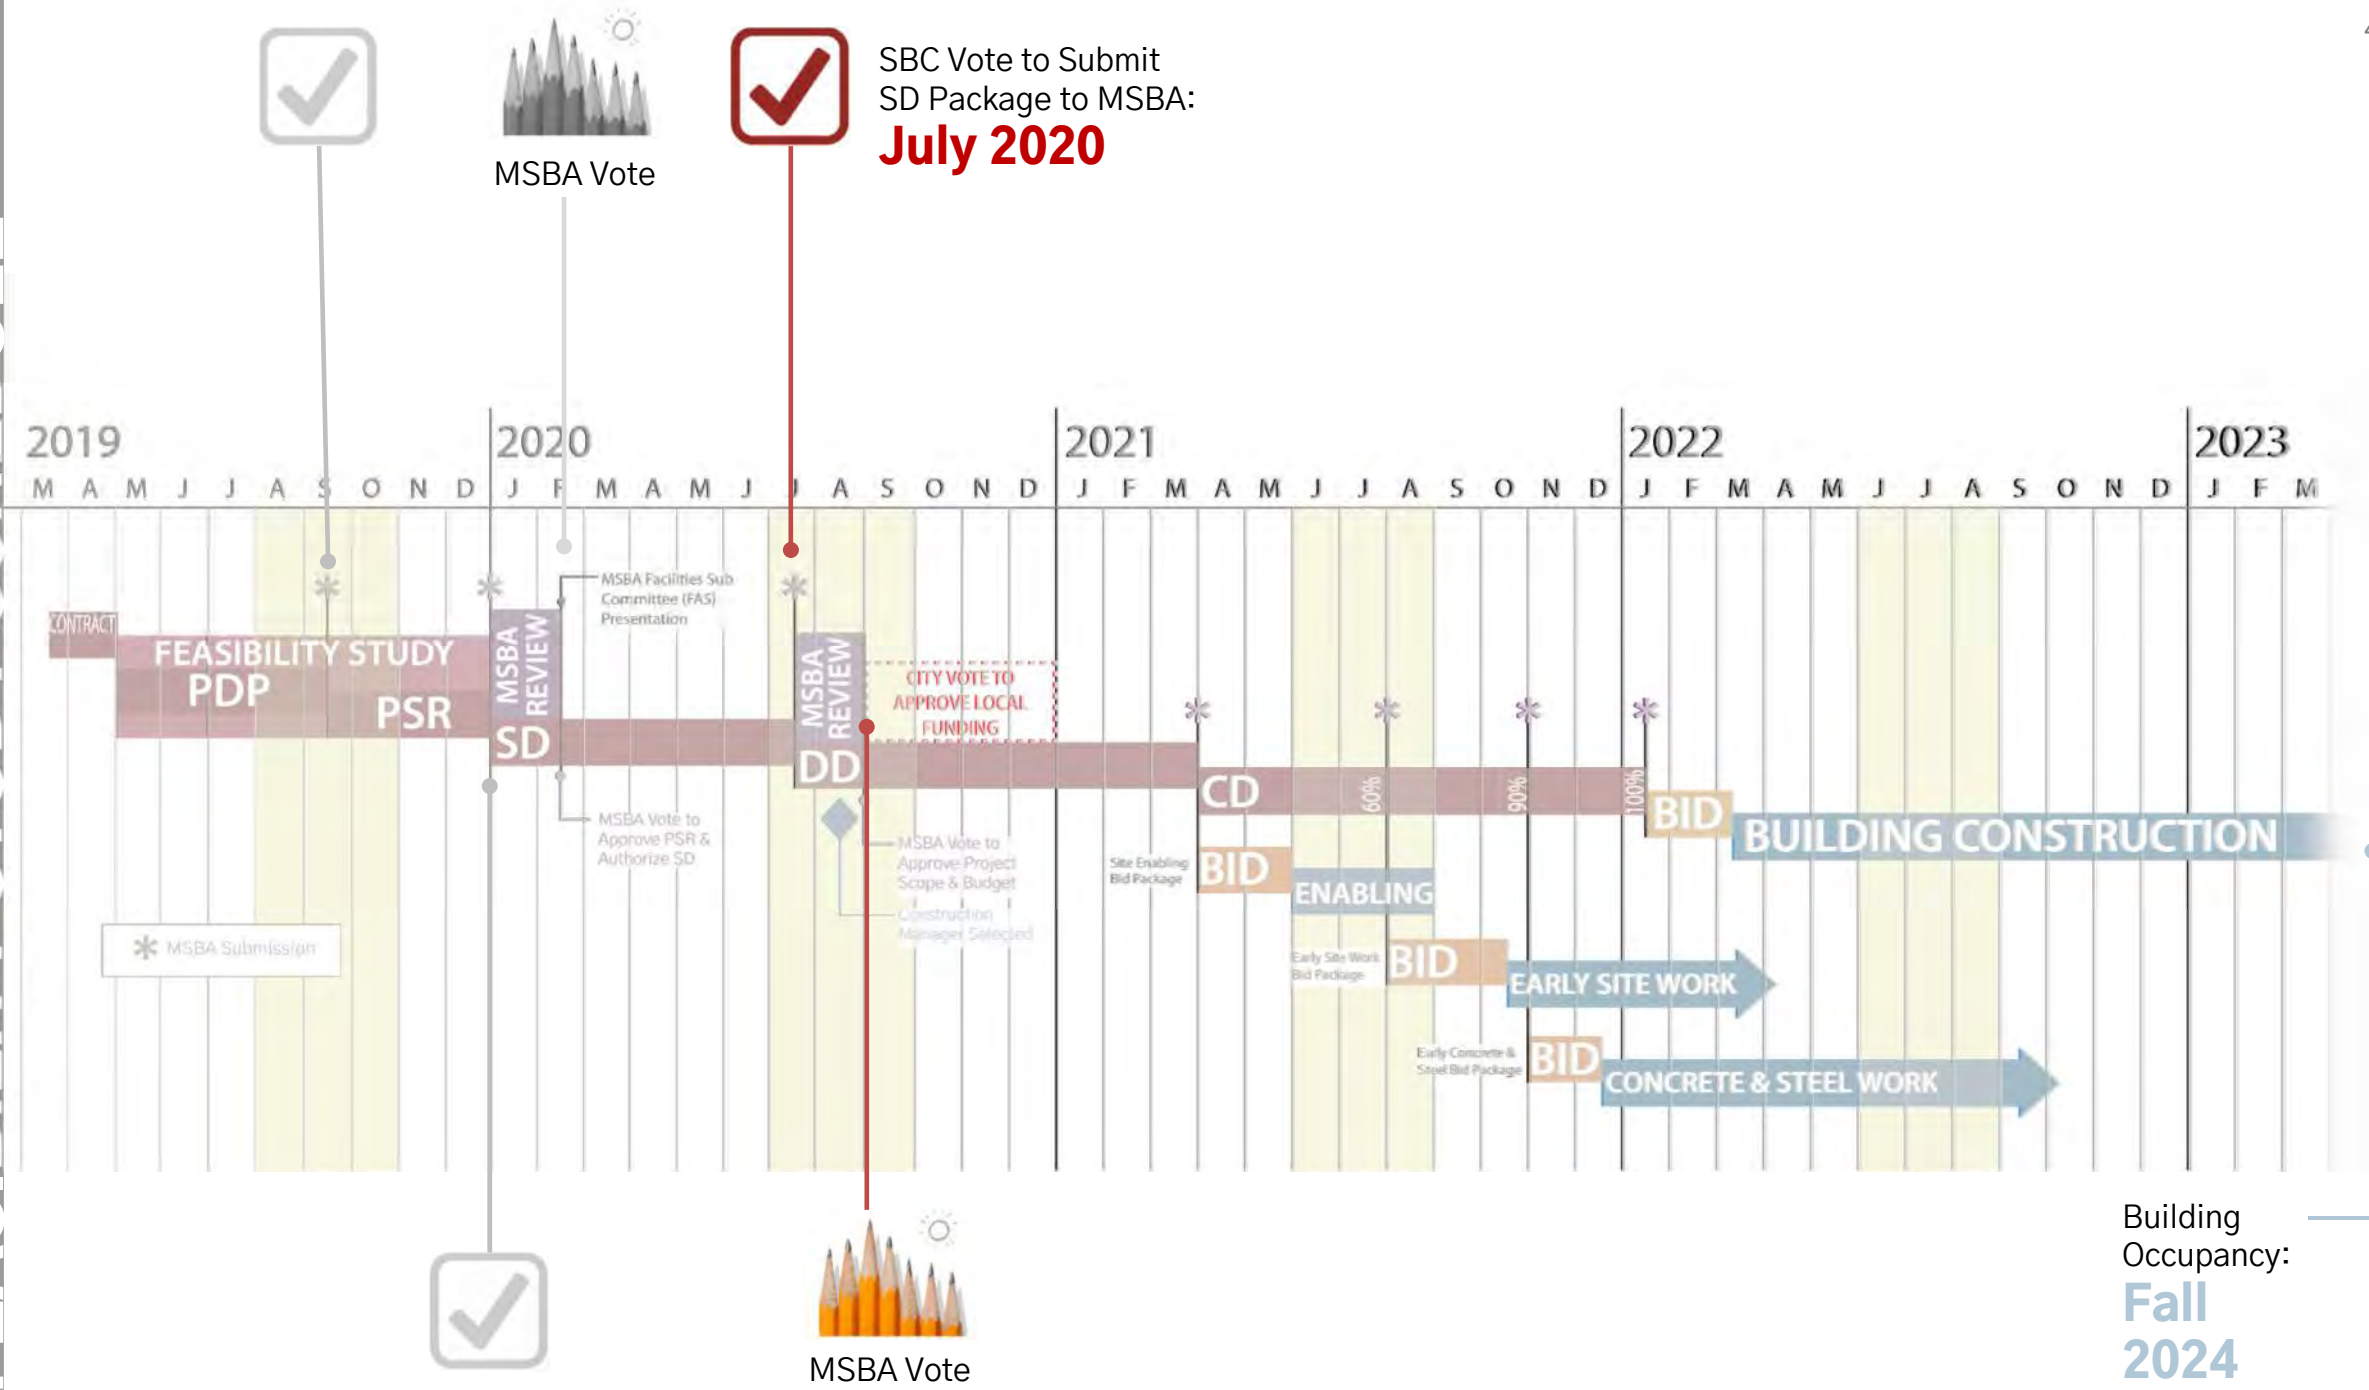 SBC Vote to Submit
SD Package to MSBA:
July 2020
MSBA Vote
2019 2020 2021 2022 2023
M A M J J A S O N D J F M A M J J A S O N D J F M A M J J A S O N D J F M A M J J A S O N D J F M
MSBA Facilities Sub
Committee (FAS)
Presentation
CONTRACT
FEASIBILITY STUDY
PDP
PSR
MSBA
REVIEW
SD
MSBA
REVIEW
DD
CITY VOTE TO
APPROVE LOCAL
FUNDING
CD
60%
90%
100%
BID
BUILDING CONSTRUCTION
MSBA Vote to
Approve PSR &
Authorize SD
MSBA Vote to
Approve Project
Scope & Budget
Construction
Manager Selected
Site Enabling
Bid Package
BID
ENABLING
* MSBA Submission
Early Site Work
Bid Package
BID
EARLY SITE WORK
Early Concrete &
Steel Bid Package
BID
CONCRETE & STEEL WORK
Building
Occupancy:
Fall
2024
MSBA Vote